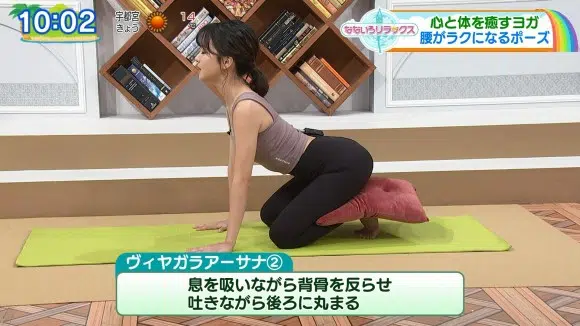 10:02
宇都宮
きょう
14
なないろリラックス
心と体を癒すヨガ
腰がラクになるポーズ
ヴィヤガラアーサナ②
息を吸いながら背骨を反らせ
吐きながら後ろに丸まる